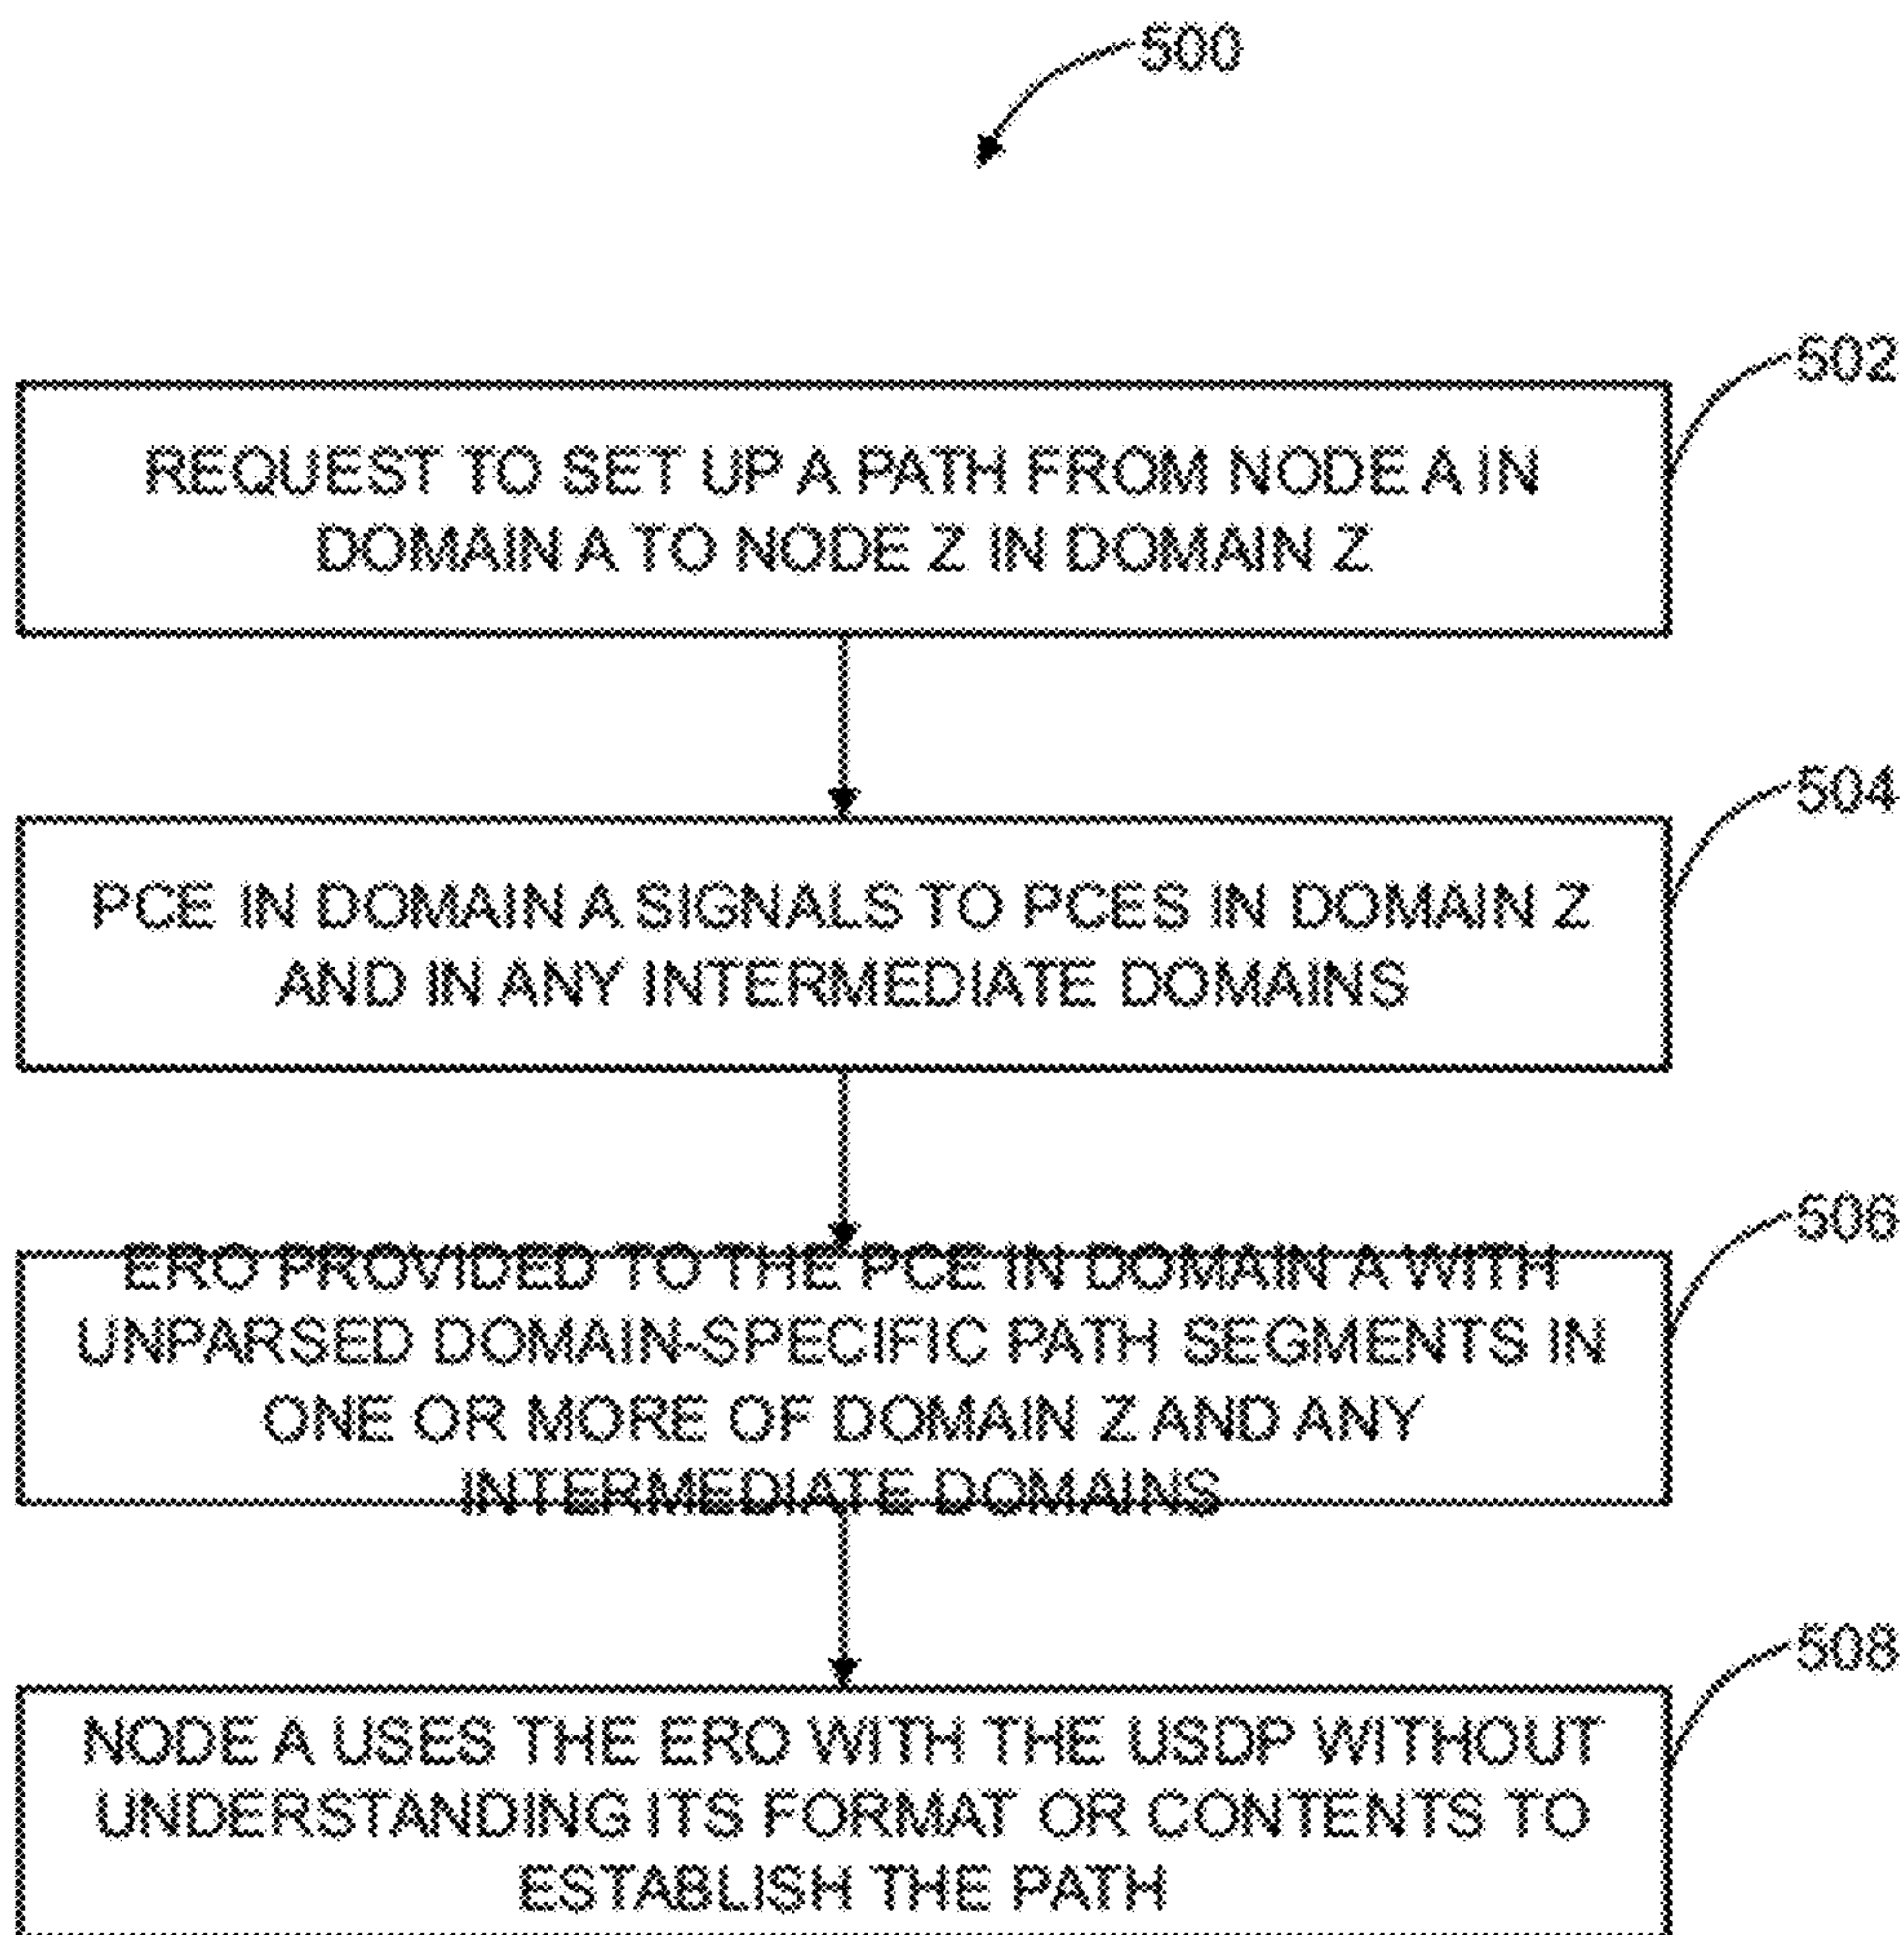 500
502
REQUEST TO SET UP A PATH FROM NODE A IN
DOMAIN A TO NODE Z IN DOMAIN Z
504
PCE IN DOMAIN A SIGNALS TO PCES IN DOMAIN Z
AND IN ANY INTERMEDIATE DOMAINS
506
ERO PROVIDED TO THE PCE IN DOMAIN A WITH
UNPARSED DOMAIN-SPECIFIC PATH SEGMENTS IN
ONE OR MORE OF DOMAIN Z AND ANY
INTERMEDIATE DOMAINS
508
NODE A USES THE ERO WITH THE USDP WITHOUT
UNDERSTANDING ITS FORMAT OR CONTENTS TO
ESTABLISH THE PATH